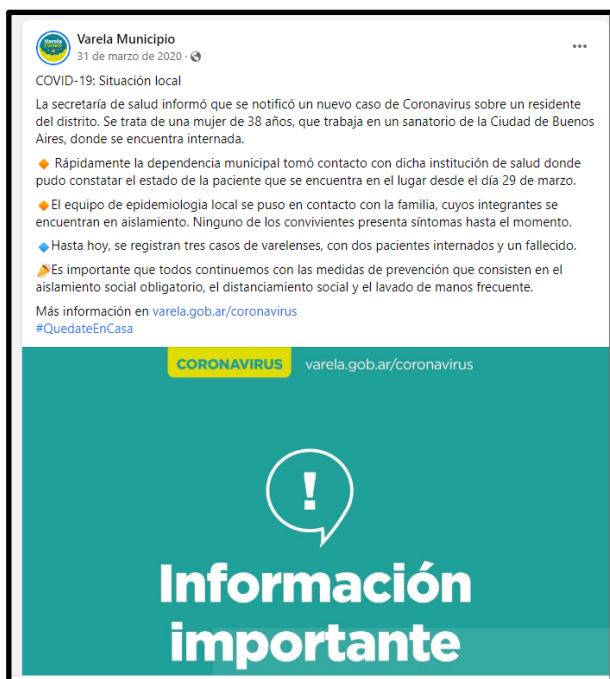 Varela Municipio
31 de marzo de 2020 ·
COVID-19: Situación local
La secretaría de salud informó que se notificó un nuevo caso de Coronavirus sobre un residente
del distrito. Se trata de una mujer de 38 años, que trabaja en un sanatorio de la Ciudad de Buenos
Aires, donde se encuentra internada.
🔸 Rápidamente la dependencia municipal tomó contacto con dicha institución de salud donde
pudo constatar el estado de la paciente que se encuentra en el lugar desde el día 29 de marzo.
🔸El equipo de epidemiologia local se puso en contacto con la familia, cuyos integrantes se
encuentran en aislamiento. Ninguno de los convivientes presenta síntomas hasta el momento.
🔹Hasta hoy, se registran tres casos de varelenses, con dos pacientes internados y un fallecido.
Es importante que todos continuemos con las medidas de prevención que consisten en el
aislamiento social obligatorio, el distanciamiento social y el lavado de manos frecuente.
Más información en varela.gob.ar/coronavirus
#QuedateEnCasa
CORONAVIRUS varela.gob.ar/coronavirus
!
Información
importante